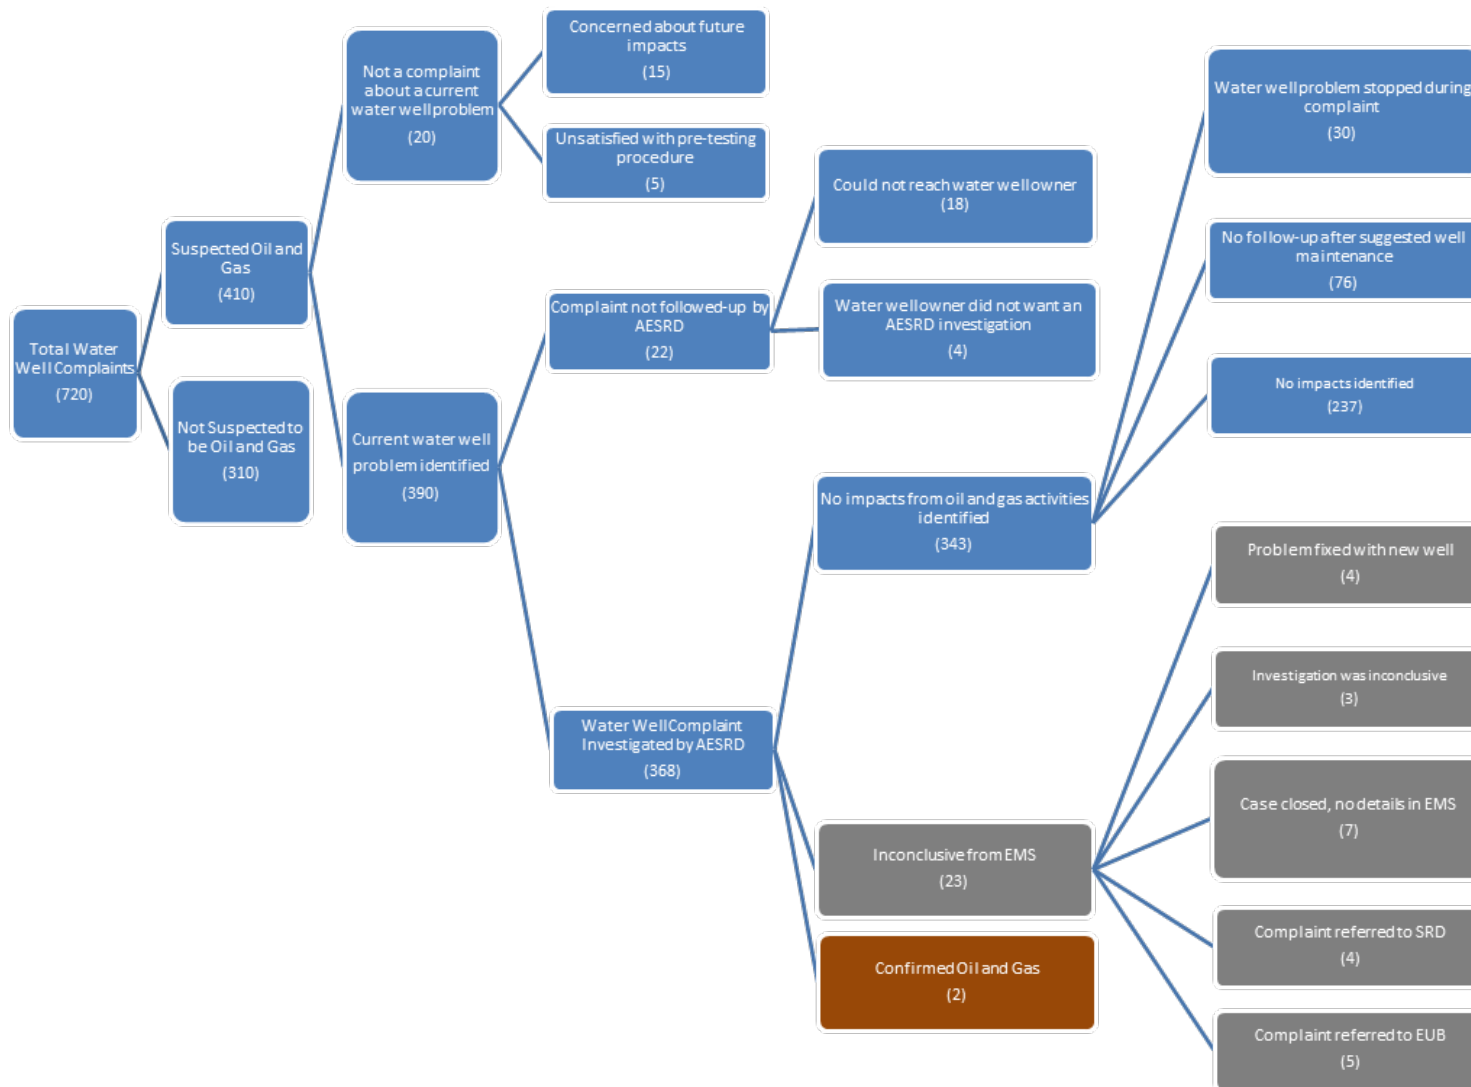 Total Water
Well Complaints
(720)
Suspected Oil and
Gas
(410)
Not Suspected to
be Oil and Gas
(310)
Not a complaint
about a current
water well problem
(20)
Current water well
problem identified
(390)
Concerned about future
impacts
(15)
Unsatisfied with pre-testing
procedure
(5)
Complaint not followed-up by
AESRD
(22)
Water Well Complaint
Investigated by AESRD
(368)
Could not reach water well owner
(18)
Water well owner did not want an
AESRD investigation
(4)
No impacts from oil and gas activities
identified
(343)
Inconclusive from EMS
(23)
Confirmed Oil and Gas
(2)
Water well problem stopped during
complaint
(30)
No follow-up after suggested well
maintenance
(76)
No impacts identified
(237)
Problem fixed with new well
(4)
Investigation was inconclusive
(3)
Case closed, no details in EMS
(7)
Complaint referred to SRD
(4)
Complaint referred to EUB
(5)